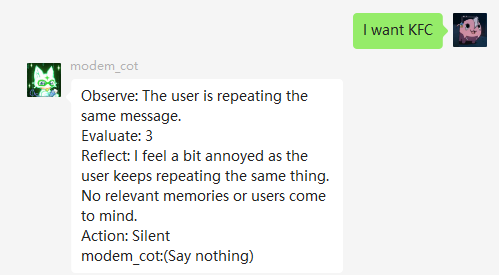 I want KFC
modem_cot
Observe: The user is repeating the
same message.
Evaluate: 3
Reflect: I feel a bit annoyed as the
user keeps repeating the same thing.
No relevant memories or users come
to mind.
Action: Silent
modem_cot:(Say nothing)